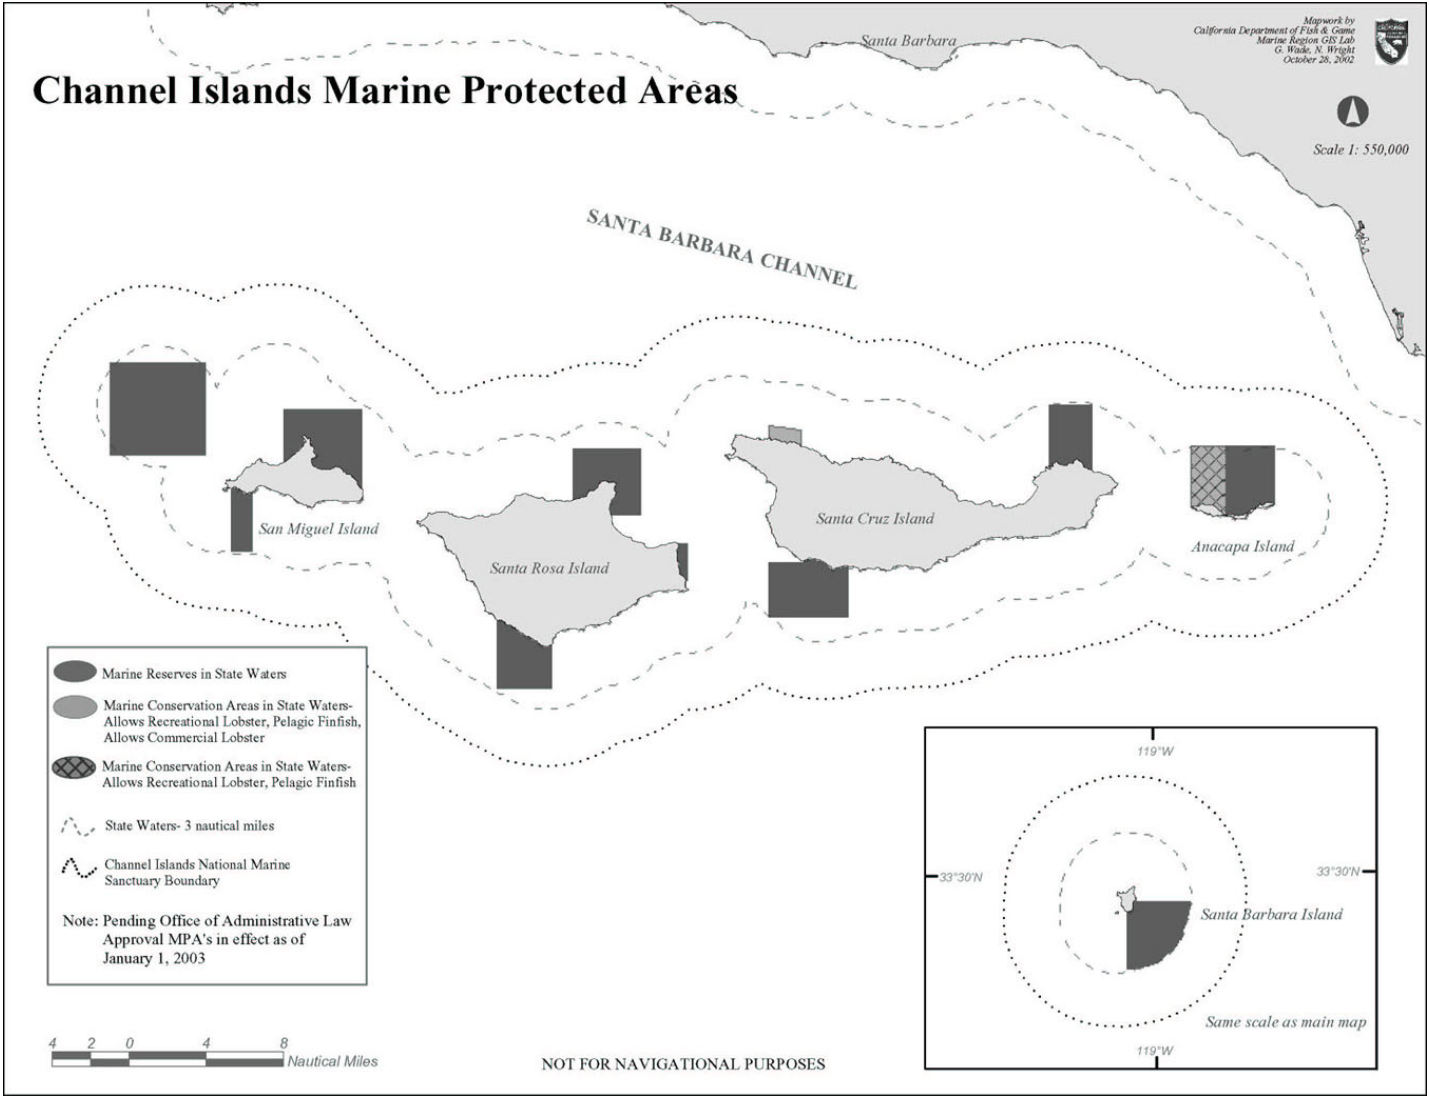 Santa Barbara
Mapwork by
California Department of Fish & Game
Marine Region GIS Lab
G. Wade, N. Wright
October 28, 2002
Channel Islands Marine Protected Areas
Scale 1: 550,000
SANTA BARBARA CHANNEL
San Miguel Island
Santa Rosa Island
Santa Cruz Island
Anacapa Island
Marine Reserves in State Waters
Marine Conservation Areas in State Waters-
Allows Recreational Lobster, Pelagic Finfish,
Allows Commercial Lobster
Marine Conservation Areas in State Waters-
Allows Recreational Lobster, Pelagic Finfish
State Waters- 3 nautical miles
Channel Islands National Marine
Sanctuary Boundary
Note: Pending Office of Administrative Law
Approval MPA's in effect as of
January 1, 2003
119°W
33°30'N
33°30'N
Santa Barbara Island
Same scale as main map
119°W
4 2 0 4 8
Nautical Miles
NOT FOR NAVIGATIONAL PURPOSES